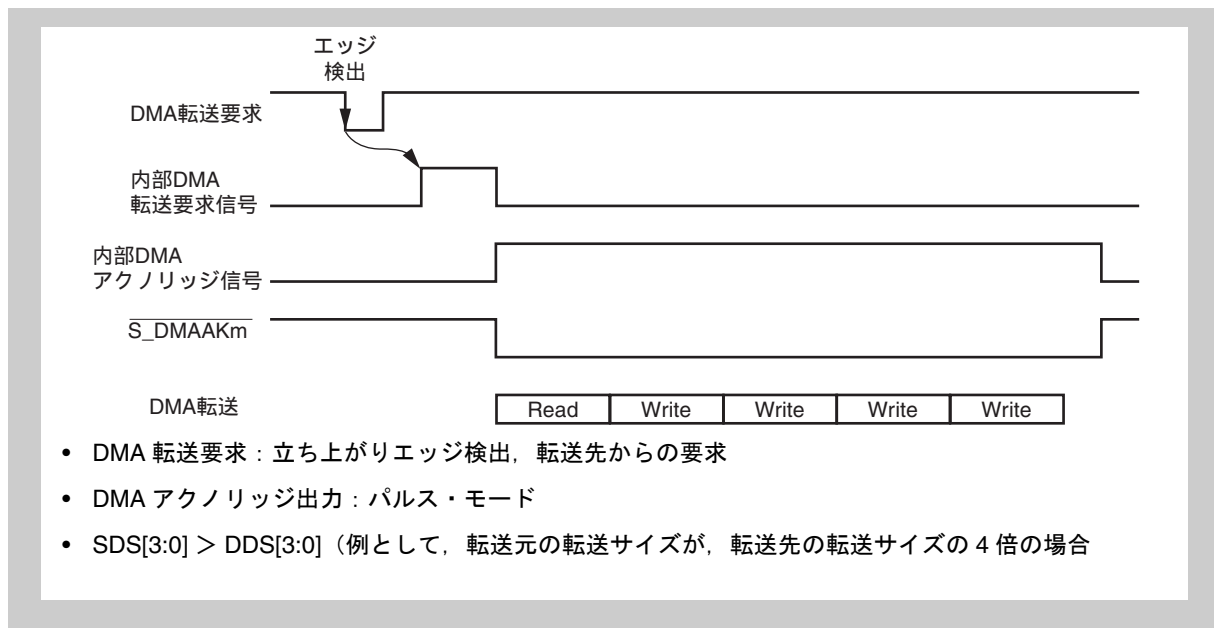 エッジ
検出
DMA転送要求
内部DMA
転送要求信号
内部DMA
アクノリッジ信号
S_DMAAKm
DMA転送 Read Write Write Write Write
• DMA 転送要求：立ち上がりエッジ検出，転送先からの要求
• DMA アクノリッジ出力：パルス・モード
• SDS[3:0] ＞ DDS[3:0]（例として，転送元の転送サイズが，転送先の転送サイズの 4 倍の場合